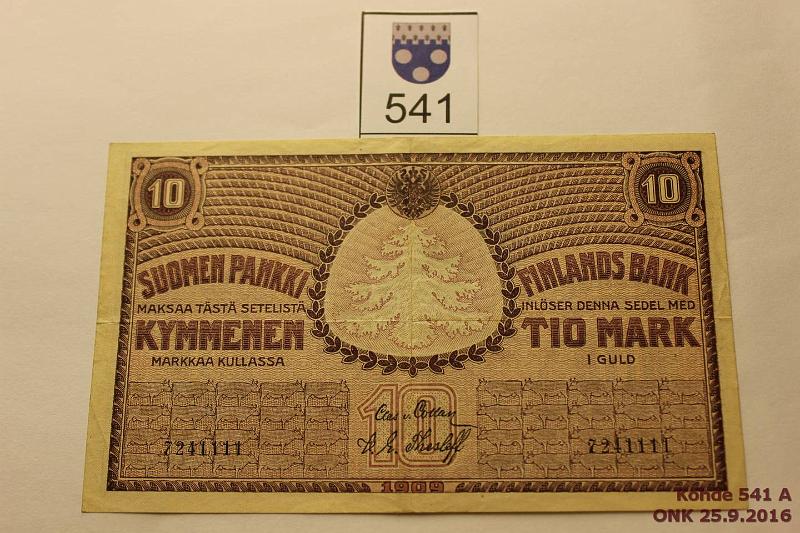 541
10 10
SUOMEN PANKKI FINLANDS BANK
MAKSAA TÄSTÄ SETELISTÄ INLÖSER DENNA SEDEL MED
KYMMENEN TIO MARK
MARKKAA KULLASSA I GULD
10
7241111 7241111
1909
Kohde 541 A
ONK 25.9.2016